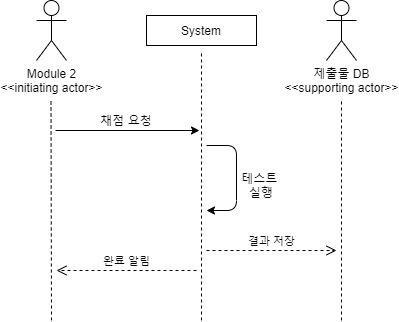 System
Module 2
<<initiating actor>>
제출물 DB
<<supporting actor>>
채점 요청
테스트
실행
결과 저장
완료 알림